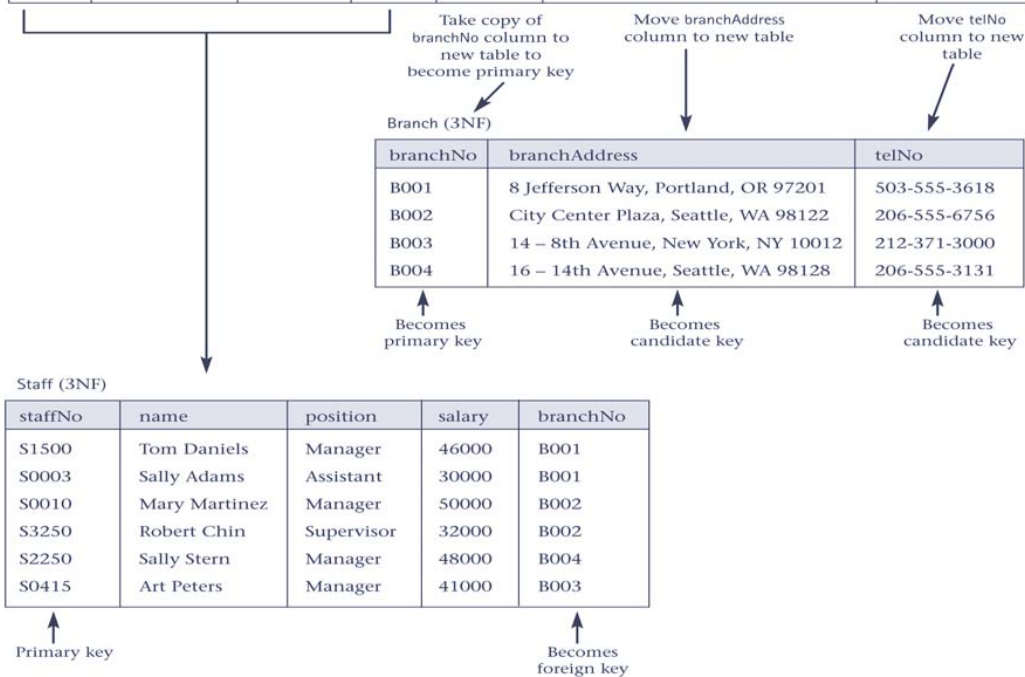 Take copy of
branchNo column to
new table to
become primary key
Move branchAddress
column to new table
Move telNo
column to new
table
Branch (3NF)
branchNo branchAddress telNo
B001 8 Jefferson Way, Portland, OR 97201 503-555-3618
B002 City Center Plaza, Seattle, WA 98122 206-555-6756
B003 14 – 8th Avenue, New York, NY 10012 212-371-3000
B004 16 – 14th Avenue, Seattle, WA 98128 206-555-3131
Becomes
primary key
Becomes
candidate key
Becomes
candidate key
Staff (3NF)
staffNo name position salary branchNo
S1500 Tom Daniels Manager 46000 B001
S0003 Sally Adams Assistant 30000 B001
S0010 Mary Martinez Manager 50000 B002
S3250 Robert Chin Supervisor 32000 B002
S2250 Sally Stern Manager 48000 B004
S0415 Art Peters Manager 41000 B003
Primary key
Becomes
foreign key